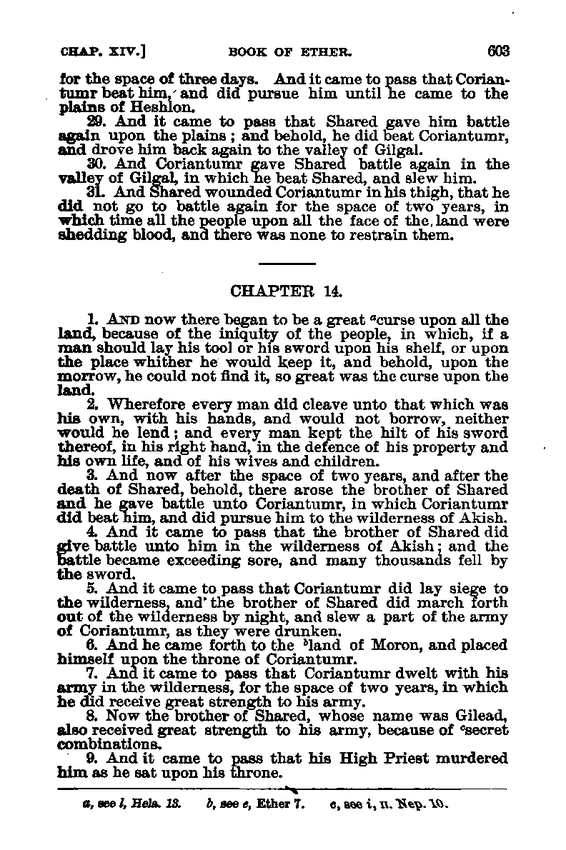 CHAP. XIV.] BOOK OF ETHER. 603
for the space of three days. And it came to pass that Corian-
tumr beat him, and did pursue him until he came to the
plains of Heshlon.
29. And it came to pass that Shared gave him battle
again upon the plains; and behold, he did beat Coriantumr,
and drove him back again to the valley of Gilgal.
30. And Coriantumr gave Shared battle again in the
valley of Gilgal, in which he beat Shared, and slew him.
31. And Shared wounded Coriantumr in his thigh, that he
did not go to battle again for the space of two years, in
which time all the people upon all the face of the land were
shedding blood, and there was none to restrain them.
CHAPTER 14.
1. AND now there began to be a great ᵃcurse upon all the
land, because of the iniquity of the people, in which, if a
man should lay his tool or his sword upon his shelf, or upon
the place whither he would keep it, and behold, upon the
morrow, he could not find it, so great was the curse upon the
land.
2. Wherefore every man did cleave unto that which was
his own, with his hands, and would not borrow, neither
would he lend; and every man kept the hilt of his sword
thereof, in his right hand, in the defence of his property and
his own life, and of his wives and children.
3. And now after the space of two years, and after the
death of Shared, behold, there arose the brother of Shared
and he gave battle unto Coriantumr, in which Coriantumr
did beat him, and did pursue him to the wilderness of Akish.
4. And it came to pass that the brother of Shared did
give battle unto him in the wilderness of Akish; and the
battle became exceeding sore, and many thousands fell by
the sword.
5. And it came to pass that Coriantumr did lay siege to
the wilderness, and the brother of Shared did march forth
out of the wilderness by night, and slew a part of the army
of Coriantumr, as they were drunken.
6. And he came forth to the ᵇland of Moron, and placed
himself upon the throne of Coriantumr.
7. And it came to pass that Coriantumr dwelt with his
army in the wilderness, for the space of two years, in which
he did receive great strength to his army.
8. Now the brother of Shared, whose name was Gilead,
also received great strength to his army, because of ᶜsecret
combinations.
9. And it came to pass that his High Priest murdered
him as he sat upon his throne.
a, see l, Hela. 13. b, see e, Ether 7. c, see i, II. Nep. 10.